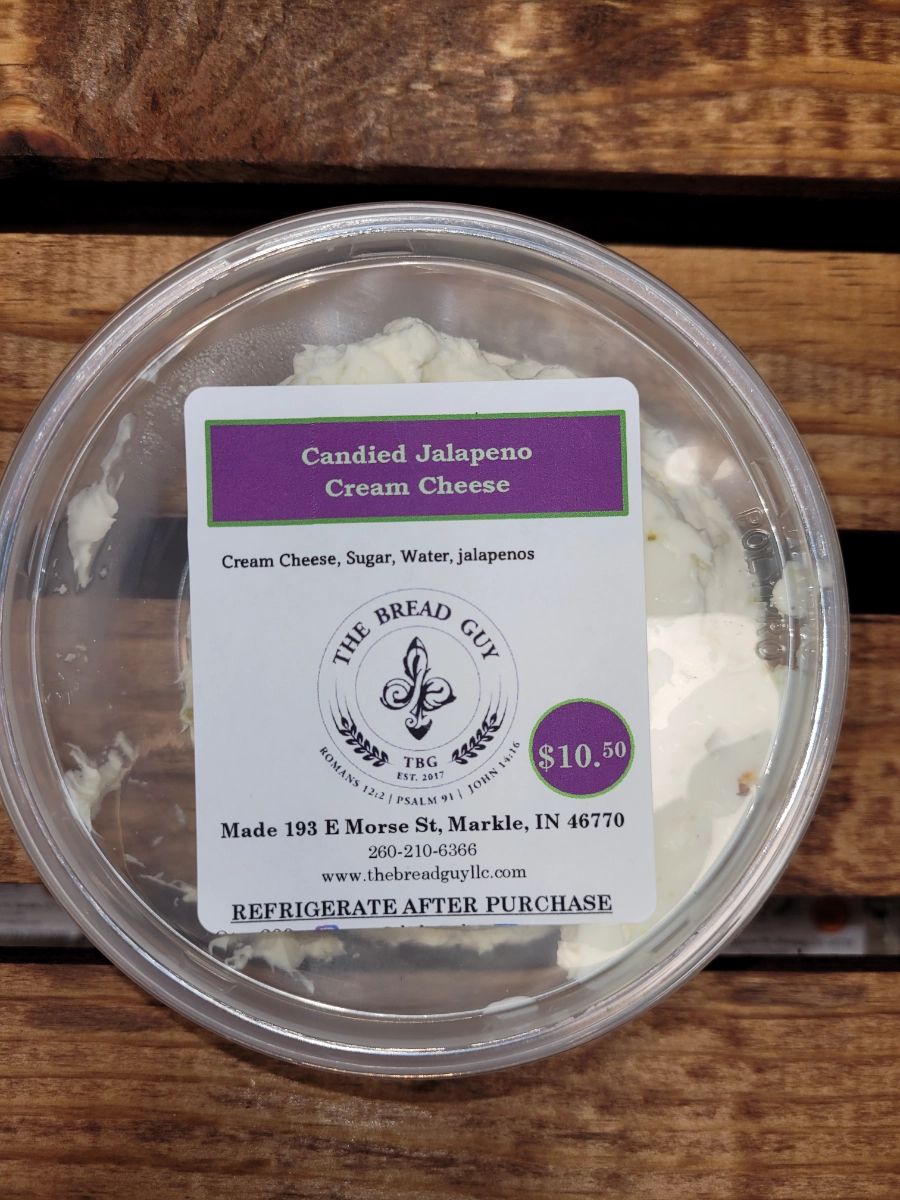 Candied Jalapeno
Cream Cheese
Cream Cheese, Sugar, Water, jalapenos
THE BREAD GUY
TBG
EST. 2017
ROMANS 12:2 | PSALM 91 | JOHN 14:16
$10.50
Made 193 E Morse St, Markle, IN 46770
260-210-6366
www.thebreadguyllc.com
REFRIGERATE AFTER PURCHASE